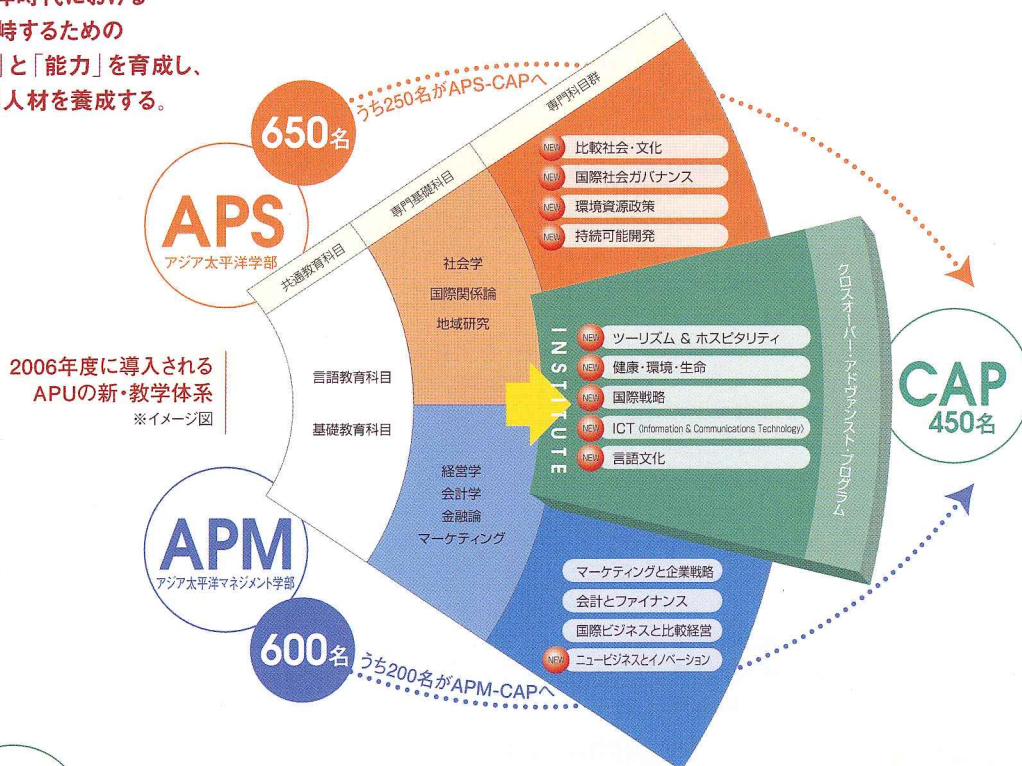 時代における
恃するための
」と「能力」を育成し、
人材を養成する。
650名
うち250名がAPS-CAPへ
APS
アジア太平洋学部
共通教育科目
専門基礎科目
専門科目群
NEW 比較社会・文化
NEW 国際社会ガバナンス
NEW 環境資源政策
NEW 持続可能開発
社会学
国際関係論
地域研究
2006年度に導入される
APUの新・教学体系
※イメージ図
言語教育科目
基礎教育科目
INSTITUTE
NEW ツーリズム & ホスピタリティ
NEW 健康・環境・生命
NEW 国際戦略
NEW ICT (Information & Communications Technology)
NEW 言語文化
クロスオーバー・アドヴァンスト・プログラム
CAP
450名
経営学
会計学
金融論
マーケティング
APM
アジア太平洋マネジメント学部
マーケティングと企業戦略
会計とファイナンス
国際ビジネスと比較経営
NEW ニュービジネスとイノベーション
600名
うち200名がAPM-CAPへ